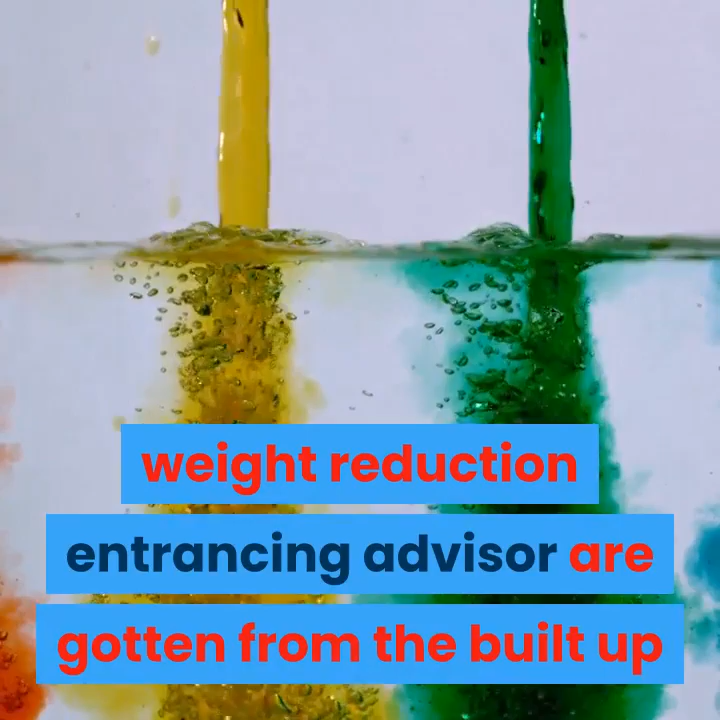 weight reduction
entrancing advisor are
gotten from the built up